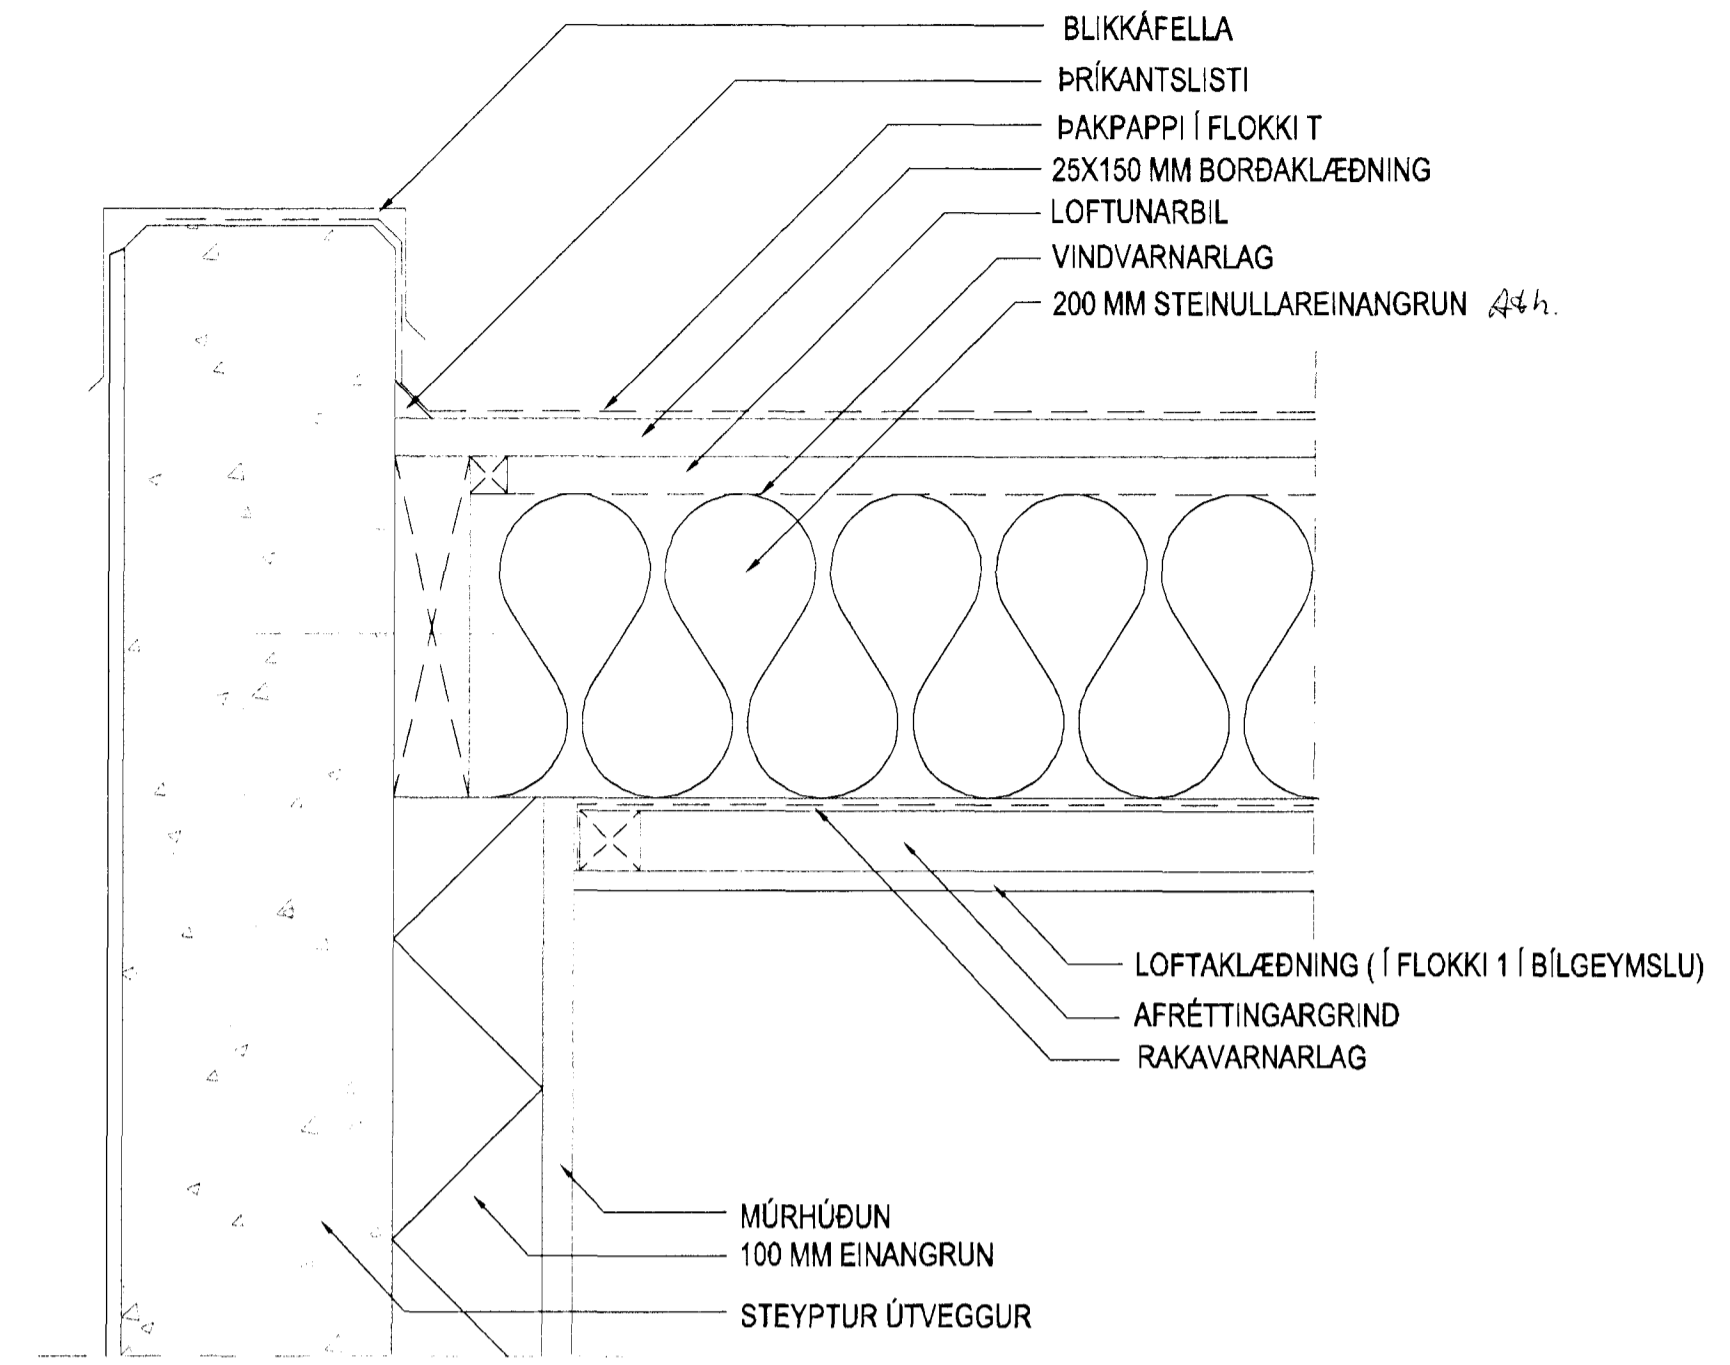 BLIKKÁFELLA
ÞRÍKANTSLISTI
ÞAKPAPPI Í FLOKKI T
25X150 MM BORÐAKLÆÐNING
LOFTUNARBIL
VINDVARNARLAG
200 MM STEINULLAREINANGRUN Ath.
LOFTAKLÆÐNING ( Í FLOKKI 1 Í BÍLGEYMSLU)
AFRÉTTINGARGRIND
RAKAVARNARLAG
MÚRHÚÐUN
100 MM EINANGRUN
STEYPTUR ÚTVEGGUR